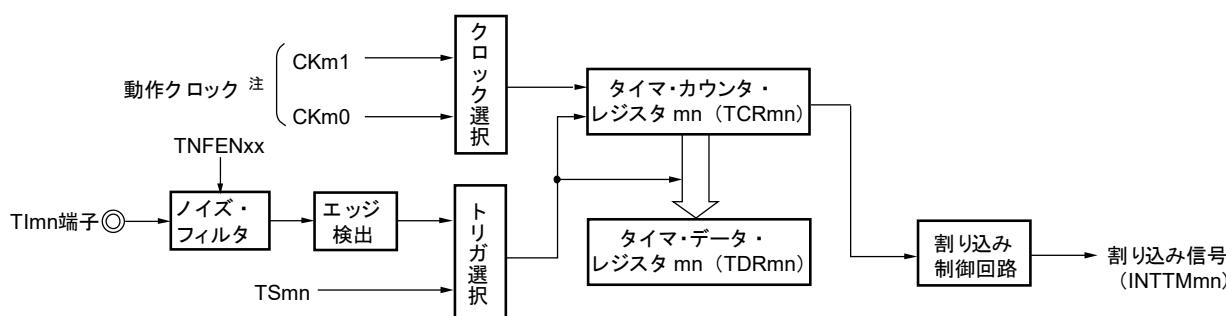 動作クロック 注
CKm1
CKm0
クロック選択
タイマ・カウンタ・
レジスタ mn（TCRmn）
TNFENxx
TImn端子
ノイズ・
フィルタ
エッジ
検出
TSmn
トリガ選択
タイマ・データ・
レジスタ mn（TDRmn）
割り込み
制御回路
割り込み信号
（INTTMmn）